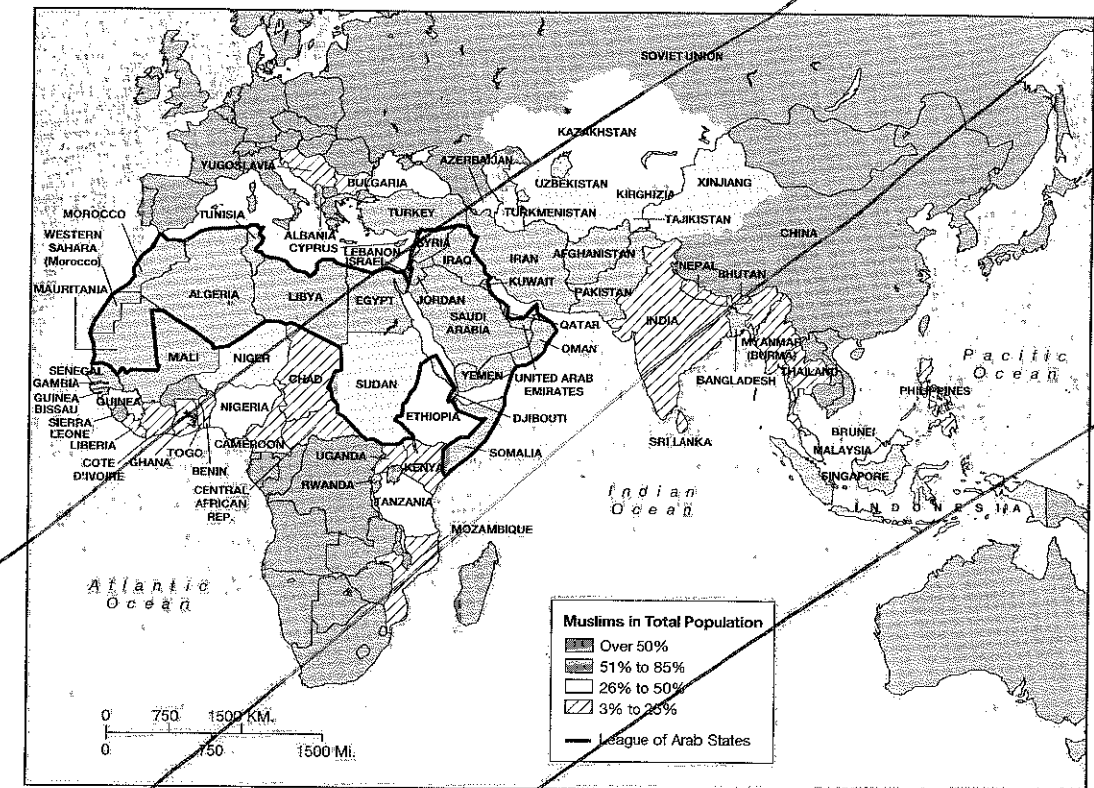 SOVIET UNION
KAZAKHSTAN
YUGOSLAVIA
AZERBAIJAN
BULGARIA
UZBEKISTAN
KIRGHIZIA
XINJIANG
MOROCCO
TUNISIA
TURKEY
TURKMENISTAN
TAJIKISTAN
WESTERN
SAHARA
(Morocco)
ALBANIA
CYPRUS
LEBANON
ISRAEL
SYRIA
IRAQ
IRAN
AFGHANISTAN
CHINA
NEPAL
BHUTAN
KUWAIT
MAURITANIA
ALGERIA
LIBYA
EGYPT
JORDAN
PAKISTAN
SAUDI
ARABIA
QATAR
INDIA
MYANMAR
(BURMA)
OMAN
MALI
NIGER
CHAD
SUDAN
YEMEN
UNITED ARAB
EMIRATES
BANGLADESH
THAILAND
Pacific
Ocean
SENEGAL
GAMBIA
GUINEA
BISSAU
GUINEA
SIERRA
LEONE
LIBERIA
NIGERIA
ETHIOPIA
DJIBOUTI
PHILIPPINES
COTE
D'IVOIRE
GHANA
TOGO
BENIN
CAMEROON
CENTRAL
AFRICAN
REP.
UGANDA
RWANDA
KENYA
SOMALIA
SRI LANKA
BRUNEI
MALAYSIA
SINGAPORE
TANZANIA
Indian
Ocean
INDONESIA
MOZAMBIQUE
Atlantic
Ocean
Muslims in Total Population
Over 50%
51% to 85%
26% to 50%
3% to 25%
League of Arab States
0 750 1500 KM.
0 750 1500 Mi.